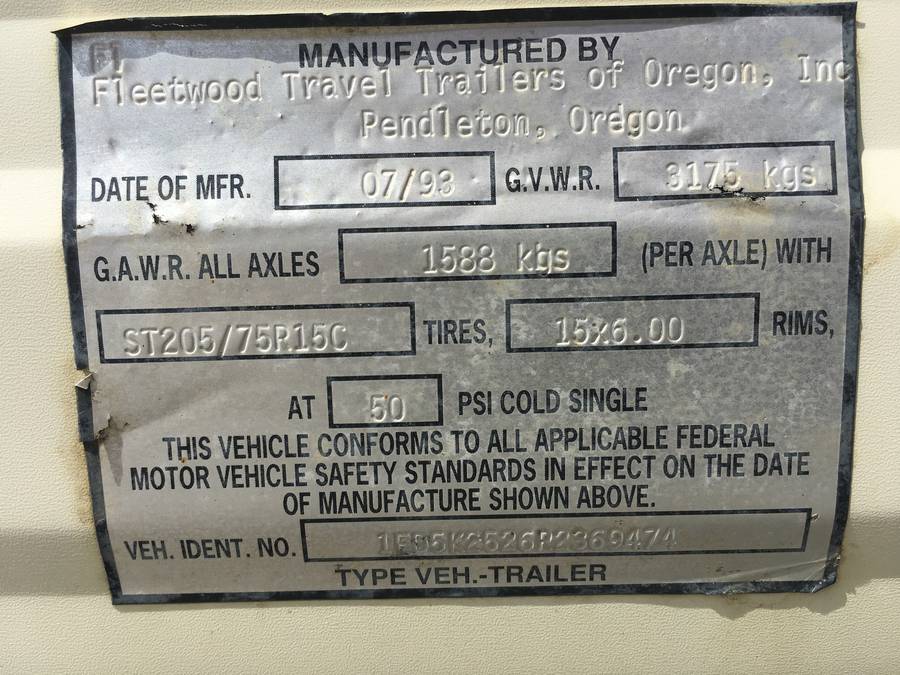 MANUFACTURED BY
Fleetwood Travel Trailers of Oregon, Inc
Pendleton, Oregon
DATE OF MFR. 07/93 G.V.W.R. 3175 kgs
G.A.W.R. ALL AXLES 1588 kgs (PER AXLE) WITH
ST205/75R15C TIRES, 15x6.00 RIMS,
AT 50 PSI COLD SINGLE
THIS VEHICLE CONFORMS TO ALL APPLICABLE FEDERAL
MOTOR VEHICLE SAFETY STANDARDS IN EFFECT ON THE DATE
OF MANUFACTURE SHOWN ABOVE.
VEH. IDENT. NO.
TYPE VEH.-TRAILER